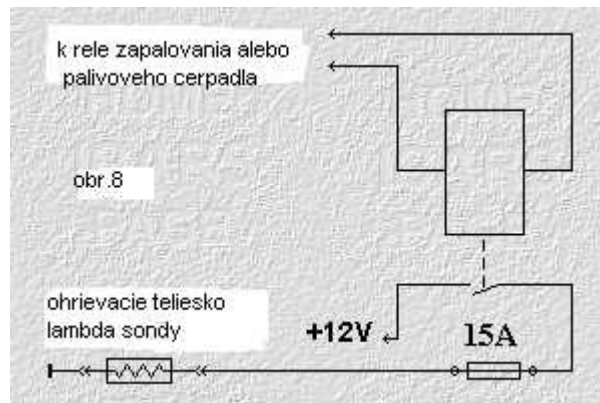 k rele zapalovania alebo
palivoveho cerpadla
obr.8
ohrievacie teliesko
lambda sondy
+12V
15A